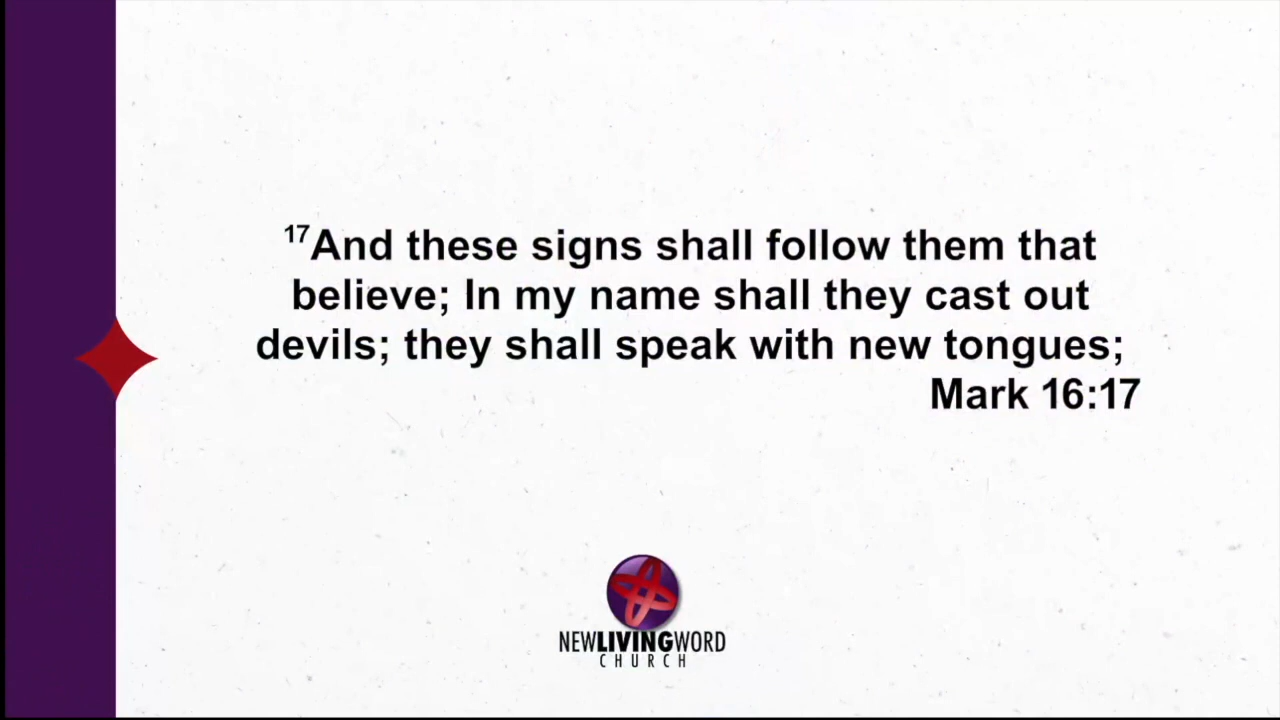 ¹⁷And these signs shall follow them that
believe; In my name shall they cast out
devils; they shall speak with new tongues;
Mark 16:17
NEWLIVINGWORD
CHURCH